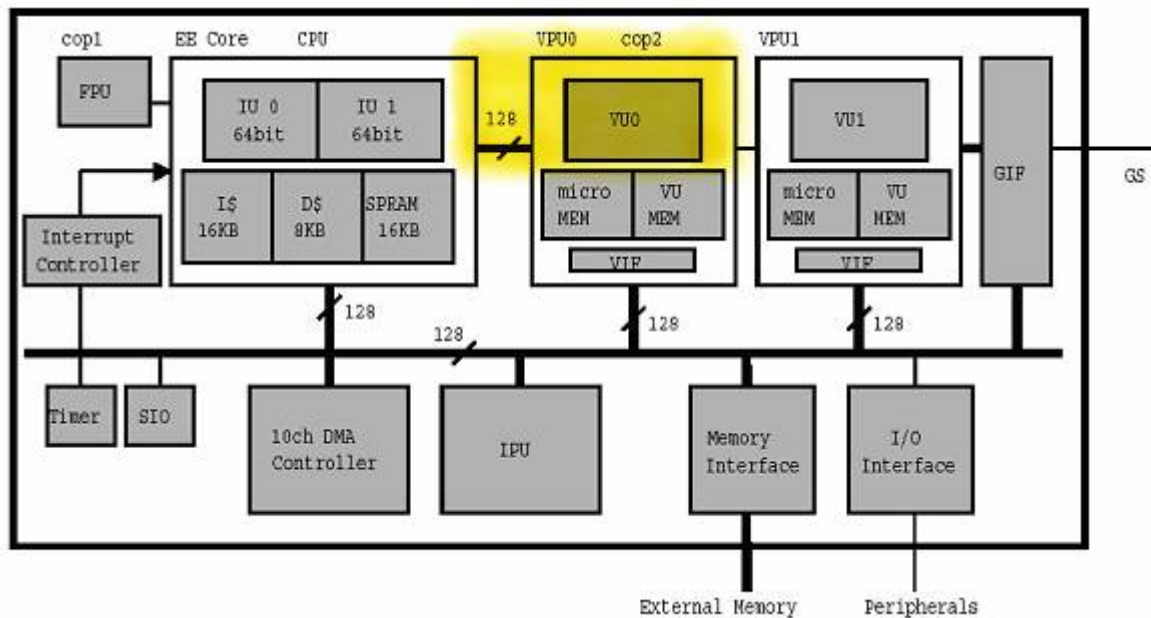 cop1
EE Core CPU
VPU0 cop2
VPU1
FPU
IU 0
64bit
IU 1
64bit
128
VU0
VU1
GIF
GS
I$
16KB
D$
8KB
SPRAM
16KB
micro
MEM
VU
MEM
micro
MEM
VU
MEM
VIF
VIF
Interrupt
Controller
128
128
128
128
Timer
SIO
10ch DMA
Controller
IPU
Memory
Interface
I/O
Interface
External Memory
Peripherals